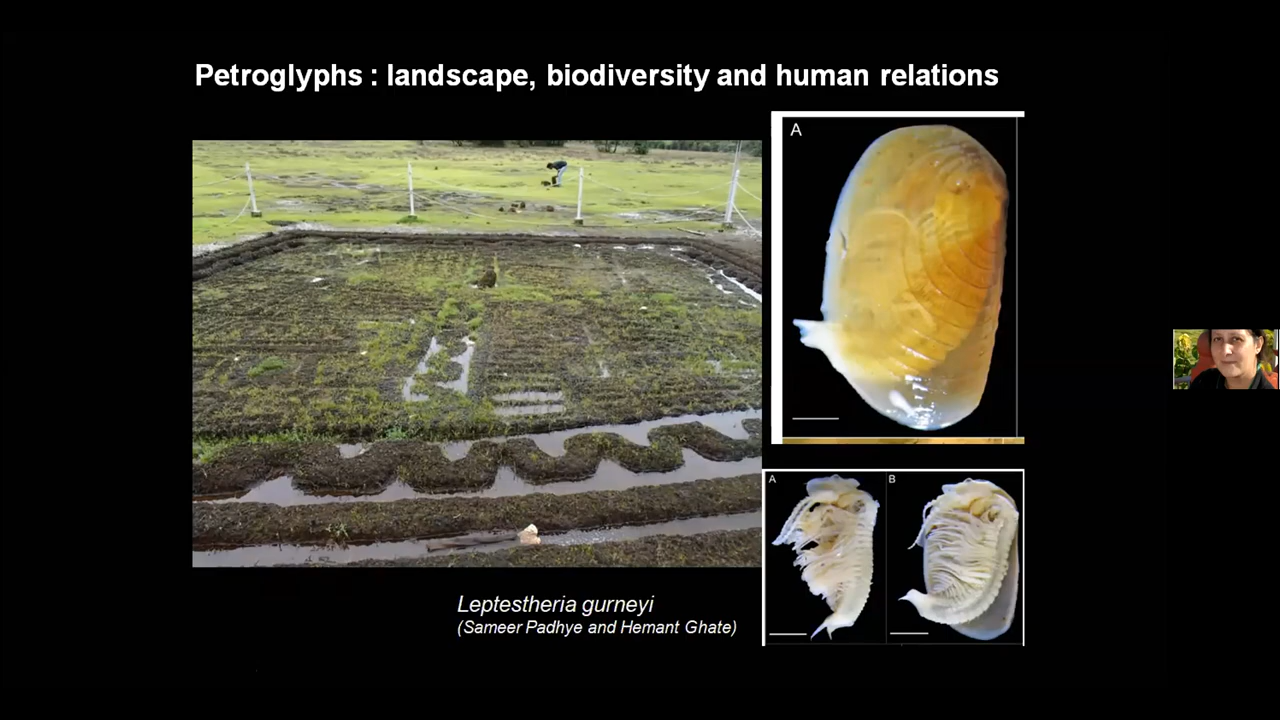 Petroglyphs : landscape, biodiversity and human relations
A
A
B
Leptestheria gurneyi
(Sameer Padhye and Hemant Ghate)